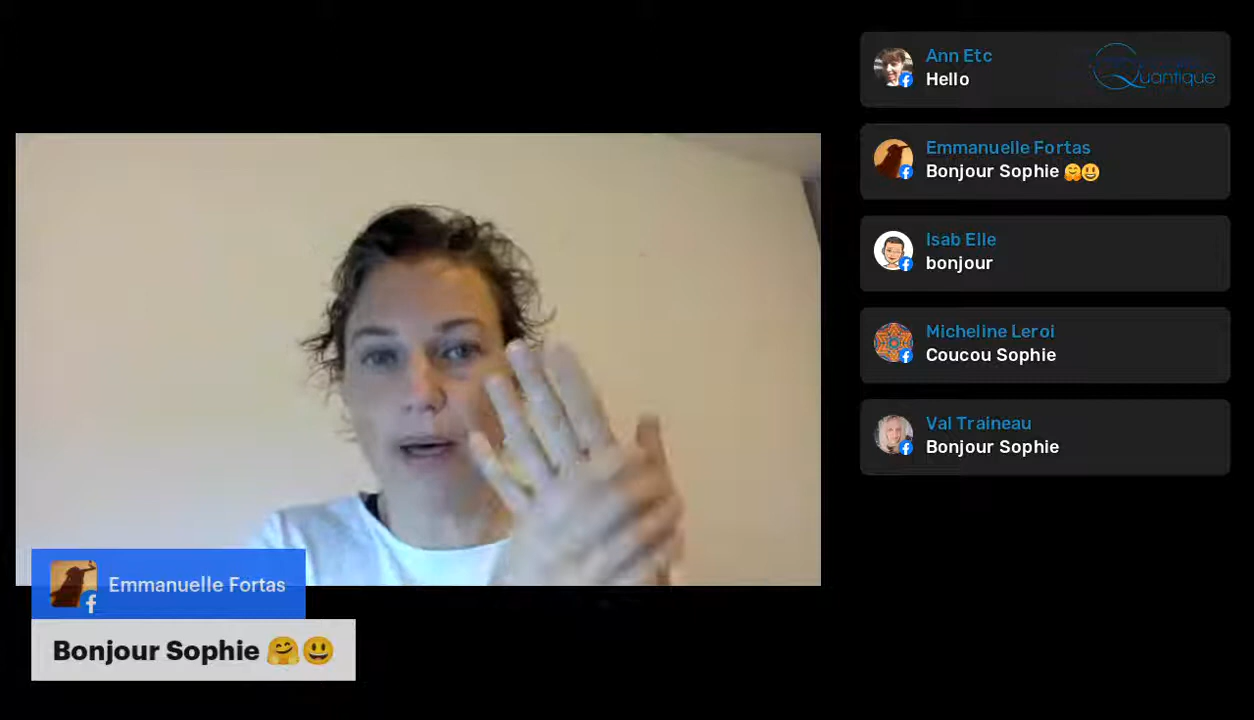 Ann Etc
Hello
Quantique
Emmanuelle Fortas
Bonjour Sophie 🤗😃
Isab Elle
bonjour
Micheline Leroi
Coucou Sophie
Val Traineau
Bonjour Sophie
Emmanuelle Fortas
Bonjour Sophie 🤗😃